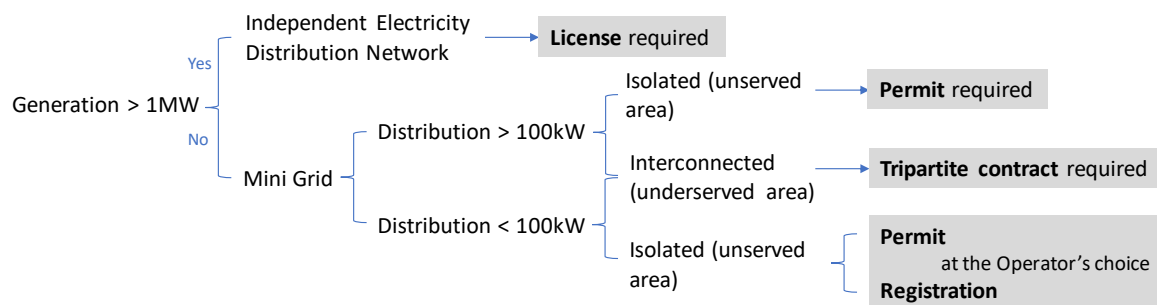 Generation > 1MW
Yes
No
Independent Electricity
Distribution Network
License required
Mini Grid
Distribution > 100kW
Distribution < 100kW
Isolated (unserved
area)
Permit required
Interconnected
(underserved area)
Tripartite contract required
Isolated (unserved
area)
Permit
at the Operator’s choice
Registration